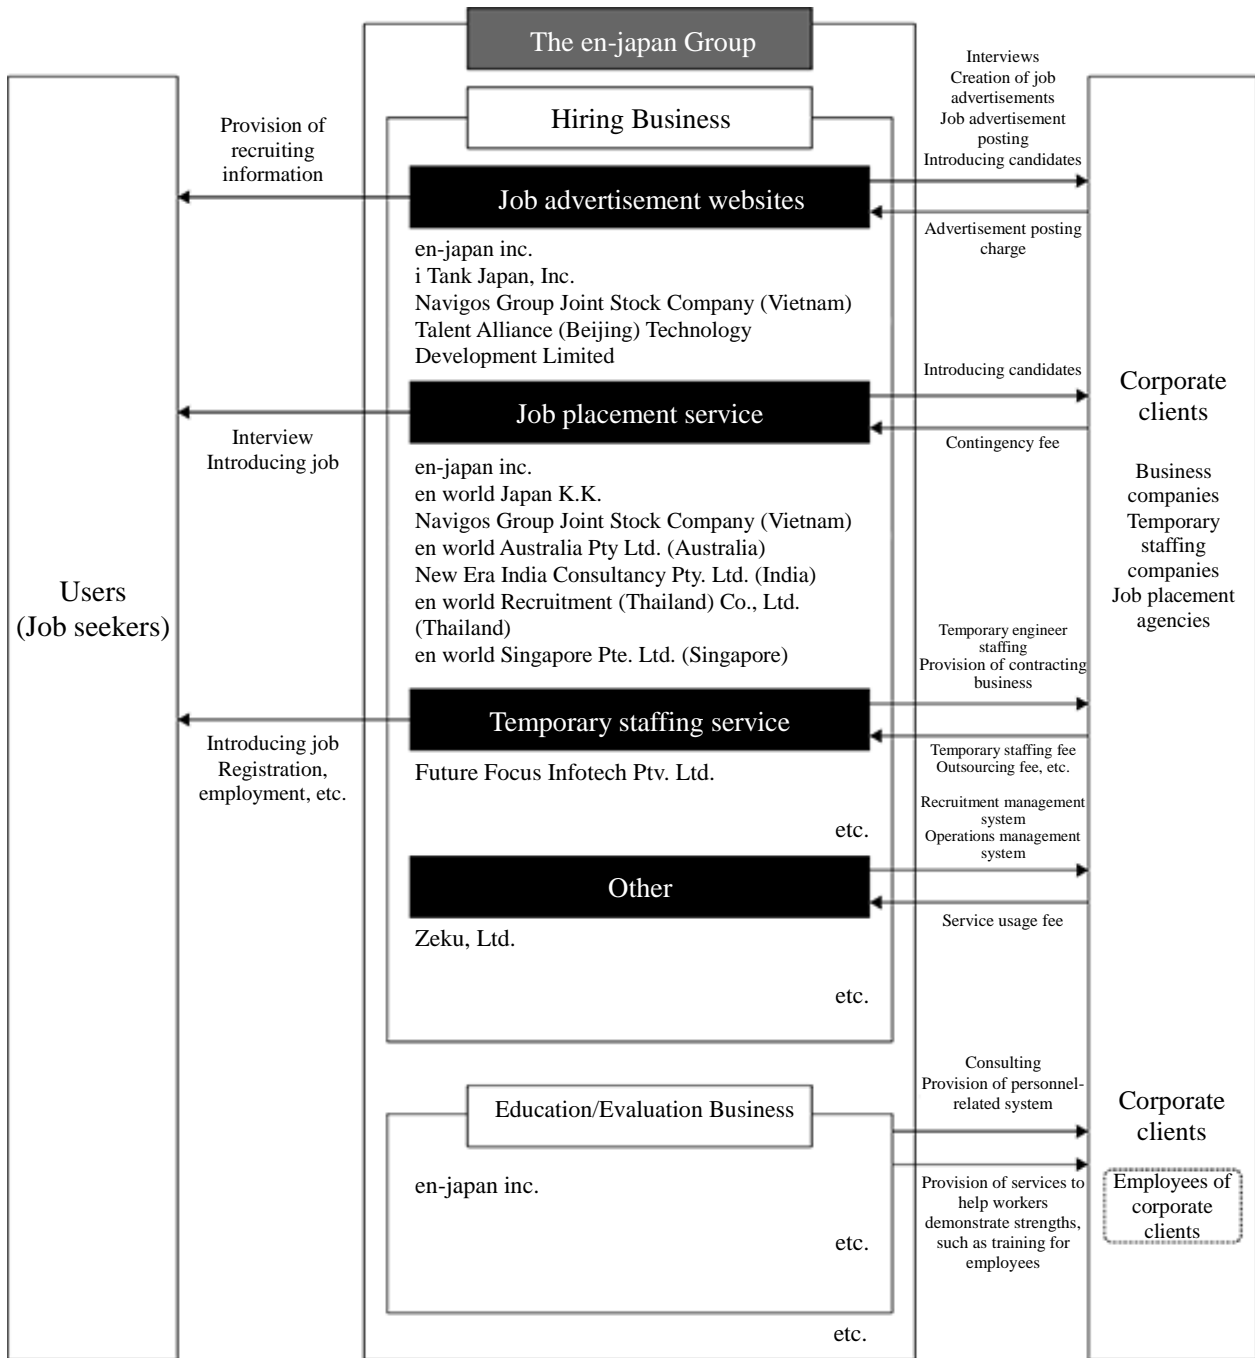 The en-japan Group
Hiring Business
Users
(Job seekers)
Provision of
recruiting
information
Job advertisement websites
en-japan inc.
i Tank Japan, Inc.
Navigos Group Joint Stock Company (Vietnam)
Talent Alliance (Beijing) Technology
Development Limited
Interviews
Creation of job
advertisements
Job advertisement
posting
Introducing candidates
Advertisement posting
charge
Interview
Introducing job
Job placement service
en-japan inc.
en world Japan K.K.
Navigos Group Joint Stock Company (Vietnam)
en world Australia Pty Ltd. (Australia)
New Era India Consultancy Pty. Ltd. (India)
en world Recruitment (Thailand) Co., Ltd.
(Thailand)
en world Singapore Pte. Ltd. (Singapore)
Introducing candidates
Contingency fee
Introducing job
Registration,
employment, etc.
Temporary staffing service
Future Focus Infotech Ptv. Ltd.
etc.
Temporary engineer
staffing
Provision of contracting
business
Temporary staffing fee
Outsourcing fee, etc.
Other
Zeku, Ltd.
etc.
Recruitment management
system
Operations management
system
Service usage fee
Corporate
clients
Business
companies
Temporary
staffing
companies
Job placement
agencies
Education/Evaluation Business
en-japan inc.
etc.
etc.
Consulting
Provision of personnel-
related system
Provision of services to
help workers
demonstrate strengths,
such as training for
employees
Corporate
clients
Employees of
corporate
clients